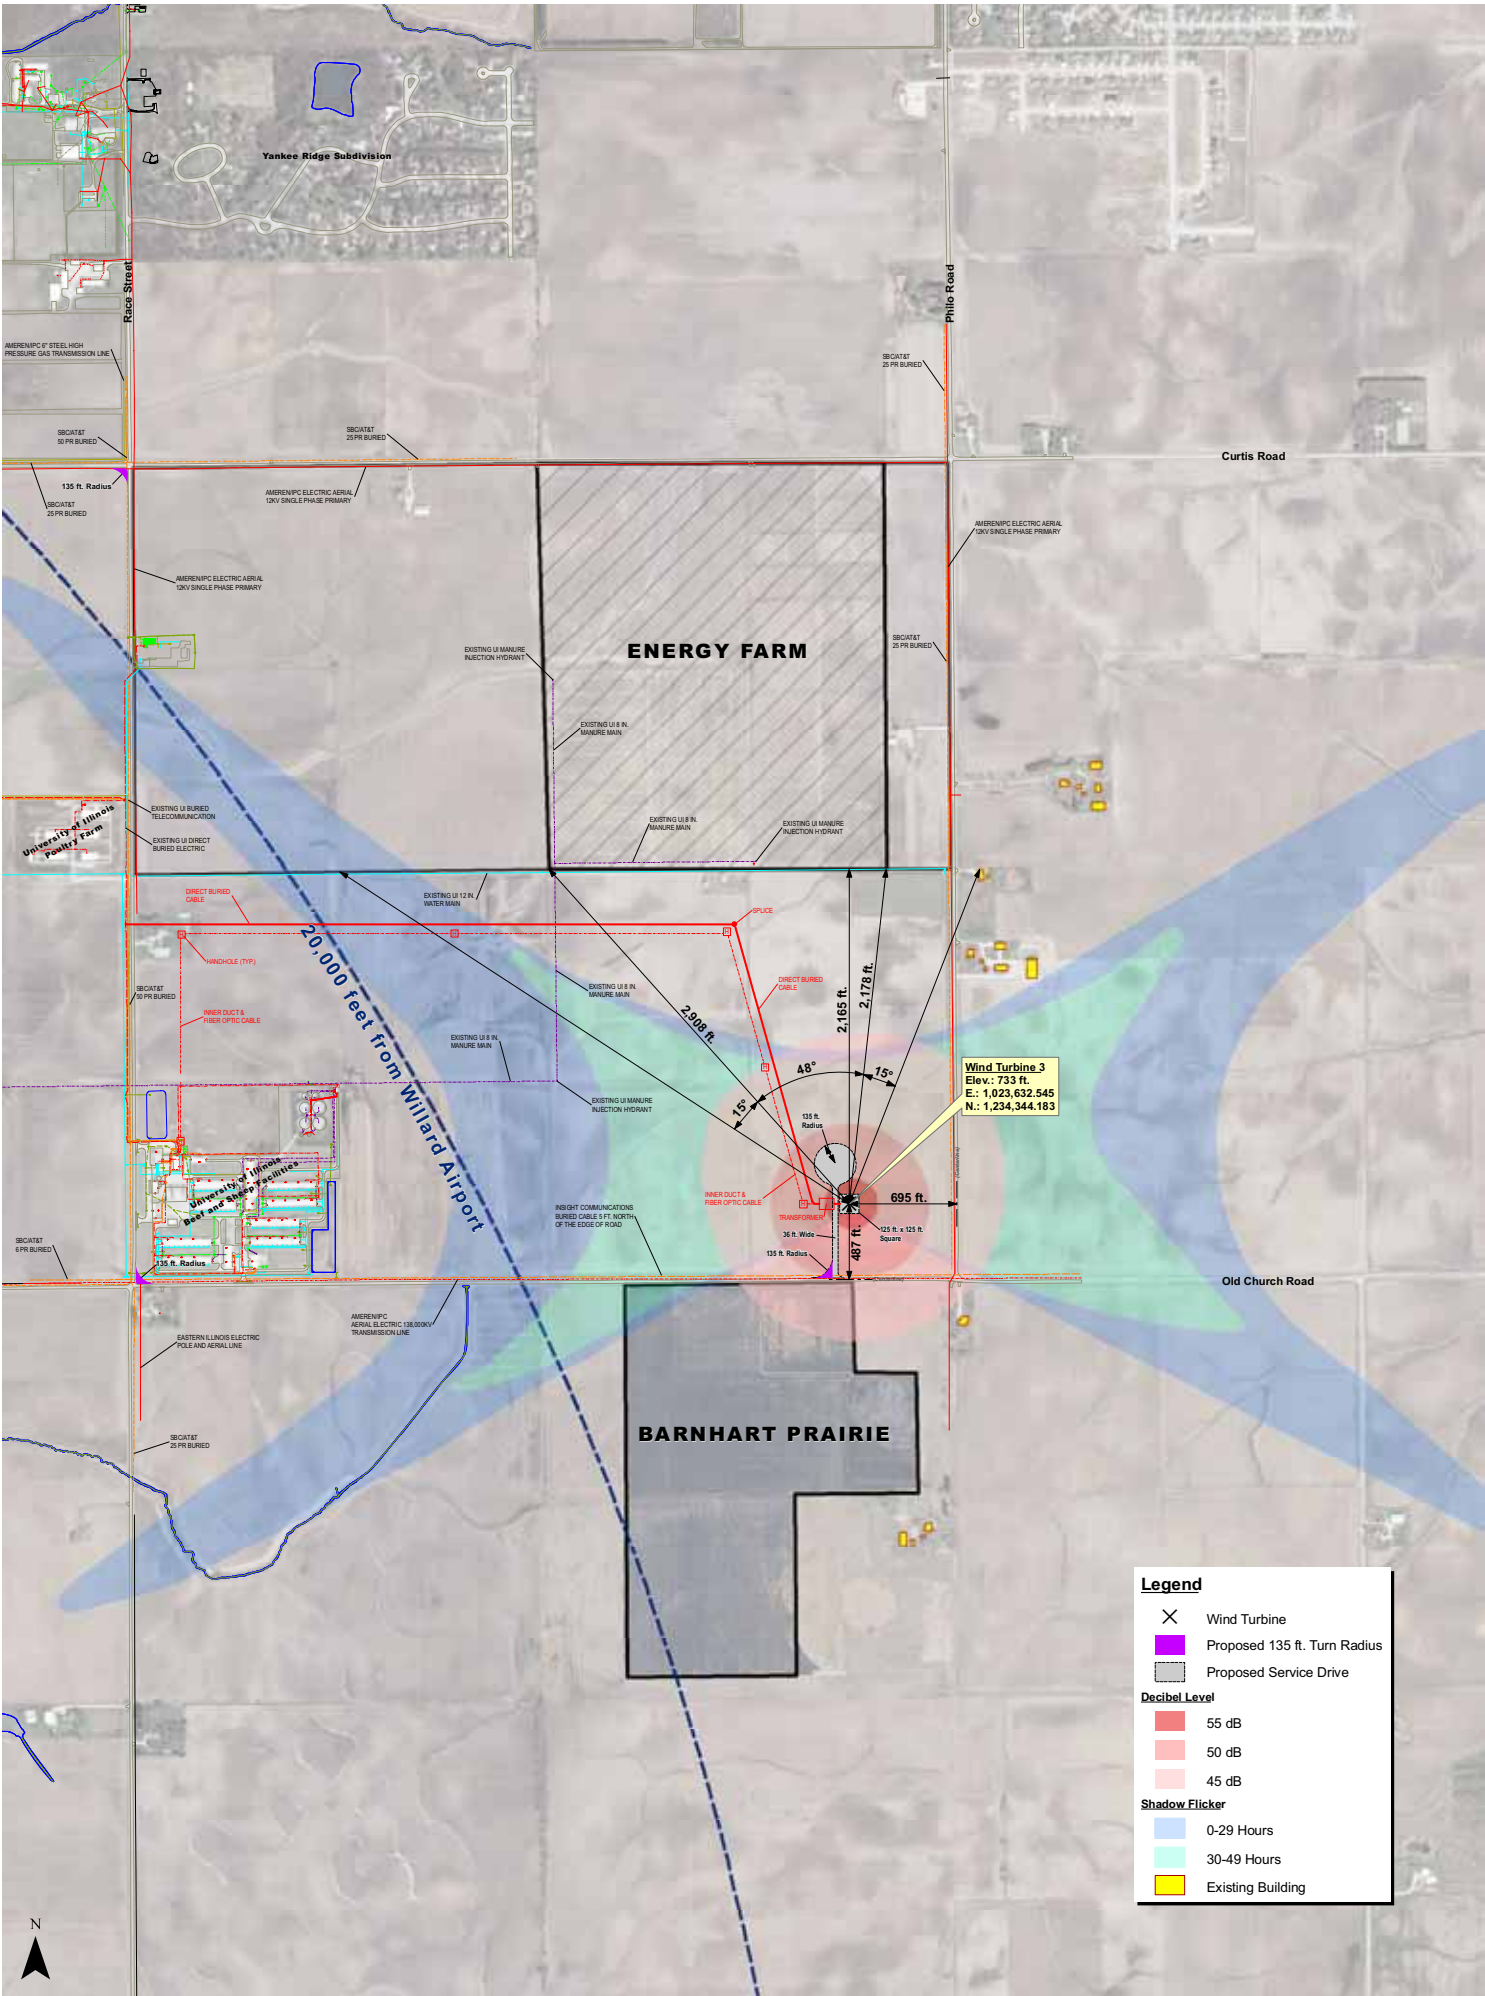 Yankee Ridge Subdivision
Race Street
Philo Road
AMEREN/IPC 6" STEEL HIGH
PRESSURE GAS TRANSMISSION LINE
SBC/AT&T
25 PR BURIED
SBC/AT&T
50 PR BURIED
SBC/AT&T
25 PR BURIED
Curtis Road
135 ft. Radius
SBC/AT&T
25 PR BURIED
AMEREN/IPC ELECTRIC AERIAL
12KV SINGLE PHASE PRIMARY
AMEREN/IPC ELECTRIC AERIAL
12KV SINGLE PHASE PRIMARY
AMEREN/IPC ELECTRIC AERIAL
12KV SINGLE PHASE PRIMARY
ENERGY FARM
EXISTING UI MANURE
INJECTION HYDRANT
SBC/AT&T
25 PR BURIED
EXISTING UI 8 IN.
MANURE MAIN
EXISTING UI BURIED
TELECOMMUNICATION
University of Illinois
Poultry Farm
EXISTING UI DIRECT
BURIED ELECTRIC
EXISTING UI 8 IN.
MANURE MAIN
EXISTING UI MANURE
INJECTION HYDRANT
DIRECT BURIED
CABLE
EXISTING UI 12 IN.
WATER MAIN
SPLICE
20,000 feet from Willard Airport
HANDHOLE (TYP.)
SBC/AT&T
50 PR BURIED
EXISTING UI 8 IN.
MANURE MAIN
DIRECT BURIED
CABLE
2,165 ft.
2,178 ft.
2,908 ft.
INNER DUCT &
FIBER OPTIC CABLE
EXISTING UI 8 IN.
MANURE MAIN
48°
15°
15°
Wind Turbine 3
Elev.: 733 ft.
E.: 1,023,632.545
N.: 1,234,344.183
EXISTING UI MANURE
INJECTION HYDRANT
135 ft.
Radius
University of Illinois
Beef and Sheep Facilities
INNER DUCT &
FIBER OPTIC CABLE
695 ft.
TRANSFORMER
INSIGHT COMMUNICATIONS
BURIED CABLE 5 FT. NORTH
OF THE EDGE OF ROAD
36 ft. Wide
125 ft. x 125 ft.
Square
487 ft.
SBC/AT&T
6 PR BURIED
135 ft. Radius
135 ft. Radius
Old Church Road
AMEREN/IPC
AERIAL ELECTRIC 138,000KV
TRANSMISSION LINE
EASTERN ILLINOIS ELECTRIC
POLE AND AERIAL LINE
SBC/AT&T
25 PR BURIED
BARNHART PRAIRIE
Legend
Wind Turbine
Proposed 135 ft. Turn Radius
Proposed Service Drive
Decibel Level
55 dB
50 dB
45 dB
Shadow Flicker
0-29 Hours
30-49 Hours
Existing Building
N